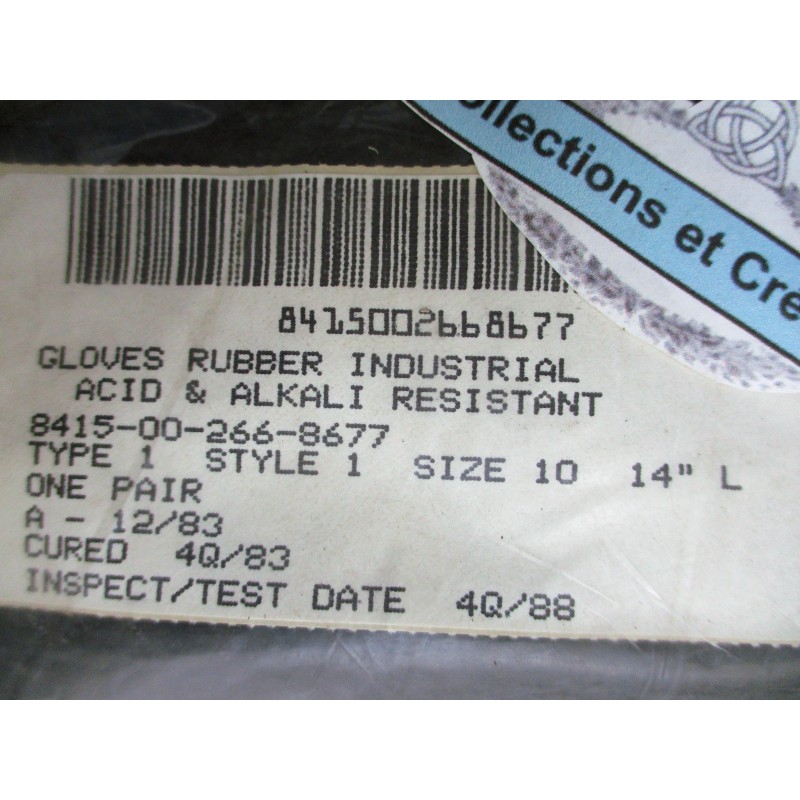 ollections et Cré
8415002668677
GLOVES RUBBER INDUSTRIAL
ACID & ALKALI RESISTANT
8415-00-266-8677
TYPE 1 STYLE 1 SIZE 10 14" L
ONE PAIR
A - 12/83
CURED 4Q/83
INSPECT/TEST DATE 4Q/88